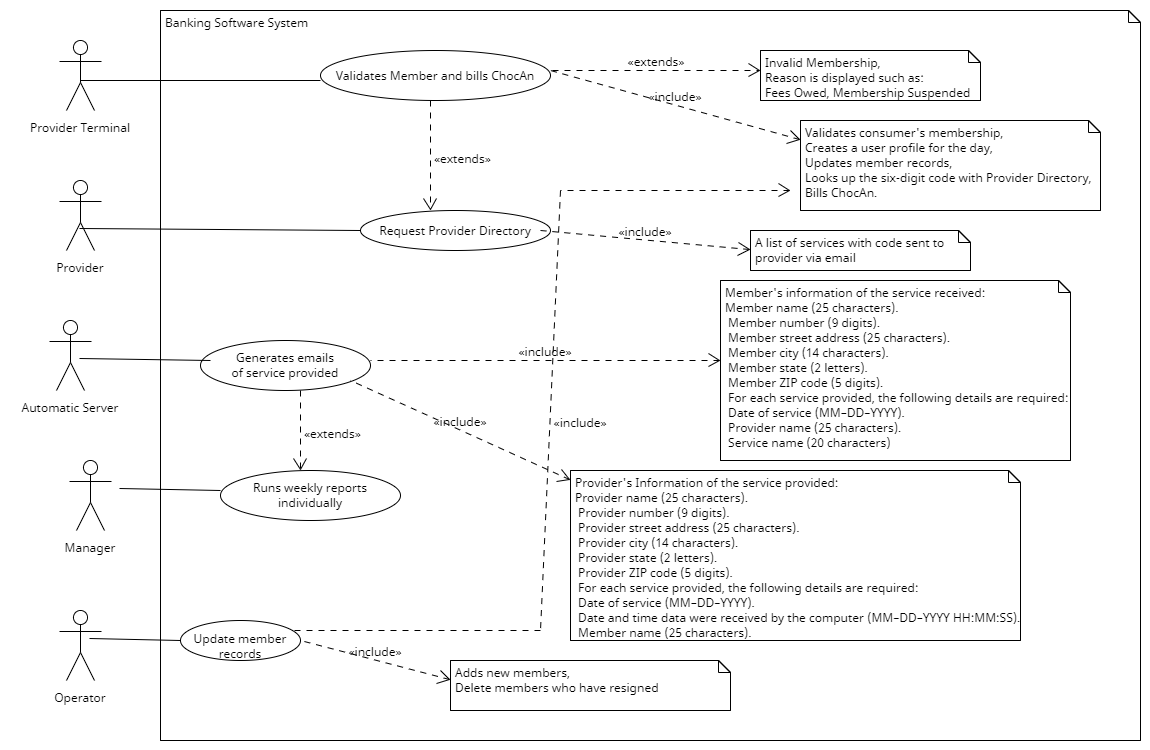 Banking Software System
Provider Terminal
Validates Member and bills ChocAn
«extends»
Invalid Membership,
Reason is displayed such as:
Fees Owed, Membership Suspended
«include»
Validates consumer's membership,
Creates a user profile for the day,
Updates member records,
Looks up the six-digit code with Provider Directory,
Bills ChocAn.
«extends»
Provider
Request Provider Directory
«include»
A list of services with code sent to
provider via email
Automatic Server
Generates emails
of service provided
«include»
Member's information of the service received:
Member name (25 characters).
Member number (9 digits).
Member street address (25 characters).
Member city (14 characters).
Member state (2 letters).
Member ZIP code (5 digits).
For each service provided, the following details are required:
Date of service (MM–DD–YYYY).
Provider name (25 characters).
Service name (20 characters)
«extends»
«include»
«include»
Manager
Runs weekly reports
individually
Provider's Information of the service provided:
Provider name (25 characters).
Provider number (9 digits).
Provider street address (25 characters).
Provider city (14 characters).
Provider state (2 letters).
Provider ZIP code (5 digits).
For each service provided, the following details are required:
Date of service (MM–DD–YYYY).
Date and time data were received by the computer (MM–DD–YYYY HH:MM:SS).
Member name (25 characters).
Operator
Update member
records
«include»
Adds new members,
Delete members who have resigned